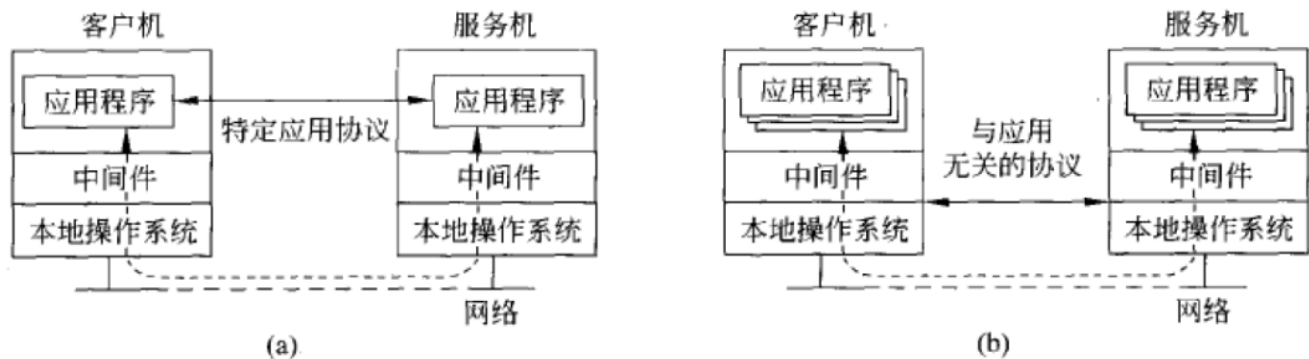 客户机
服务机
应用程序
应用程序
特定应用协议
中间件
中间件
本地操作系统
本地操作系统
网络
(a)
客户机
服务机
应用程序
应用程序
与应用
无关的协议
中间件
中间件
本地操作系统
本地操作系统
网络
(b)